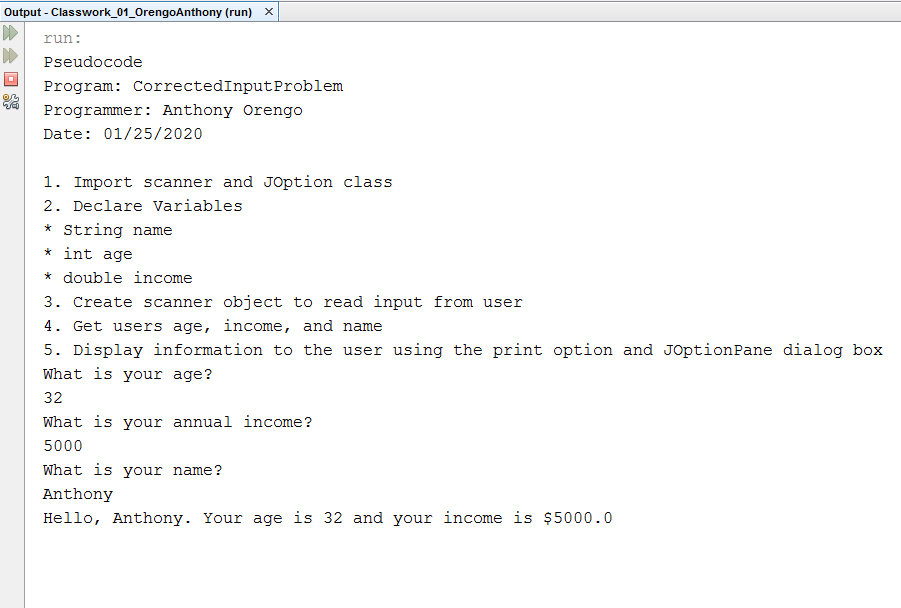 Output - Classwork_01_OrengoAnthony (run)
run:
Pseudocode
Program: CorrectedInputProblem
Programmer: Anthony Orengo
Date: 01/25/2020
1. Import scanner and JOption class
2. Declare Variables
* String name
* int age
* double income
3. Create scanner object to read input from user
4. Get users age, income, and name
5. Display information to the user using the print option and JOptionPane dialog box
What is your age?
32
What is your annual income?
5000
What is your name?
Anthony
Hello, Anthony. Your age is 32 and your income is $5000.0